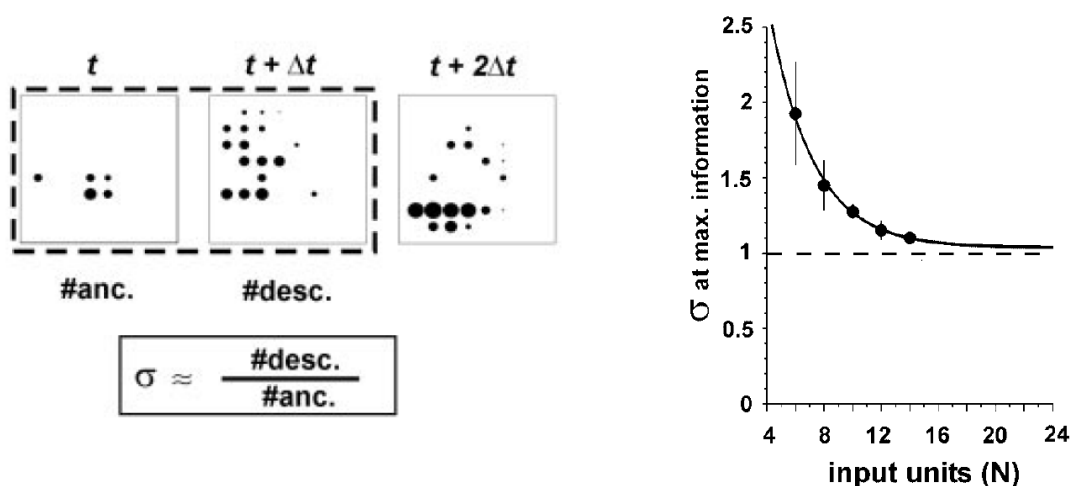 t
t + Δt
t + 2Δt
#anc.
#desc.
σ ≈ #desc.
#anc.
2.5
2
1.5
1
0.5
0
σ at max. information
4 8 12 16 20 24
input units (N)